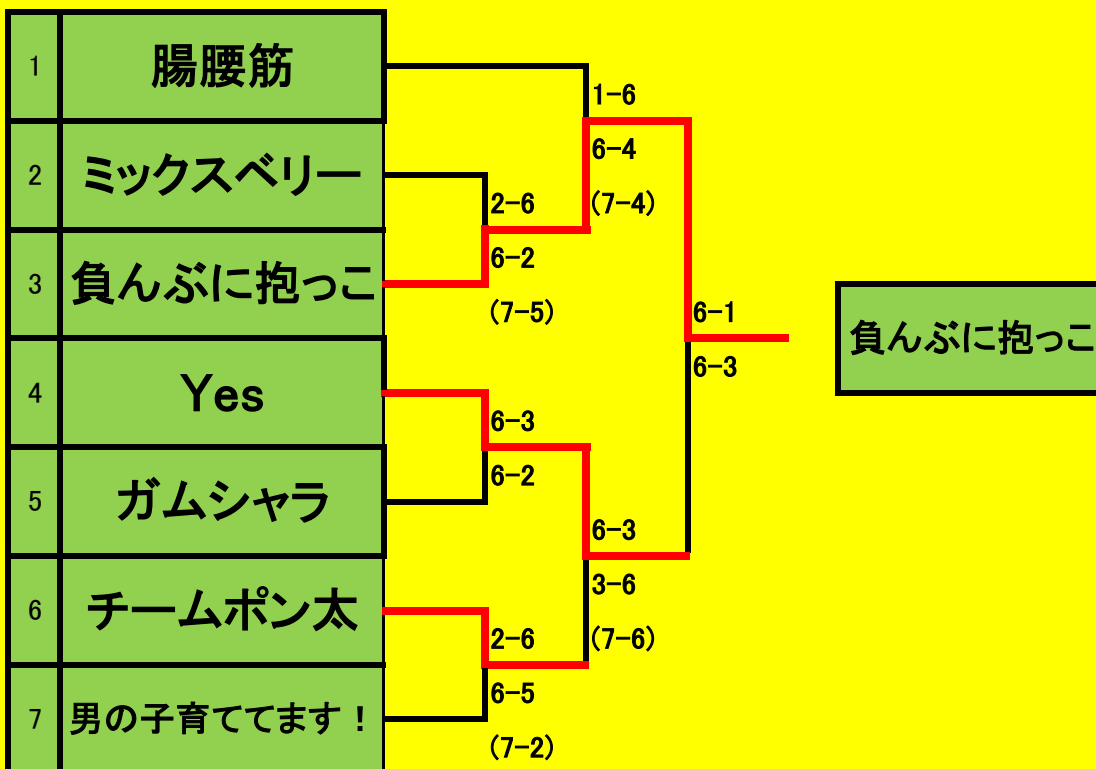 1 腸腰筋
2 ミックスベリー
3 負んぶに抱っこ
4 Yes
5 ガムシャラ
6 チームポン太
7 男の子育ててます！
2-6
6-2
(7-5)
6-3
6-2
2-6
6-5
(7-2)
1-6
6-4
(7-4)
6-3
3-6
(7-6)
6-1
6-3
負んぶに抱っこ